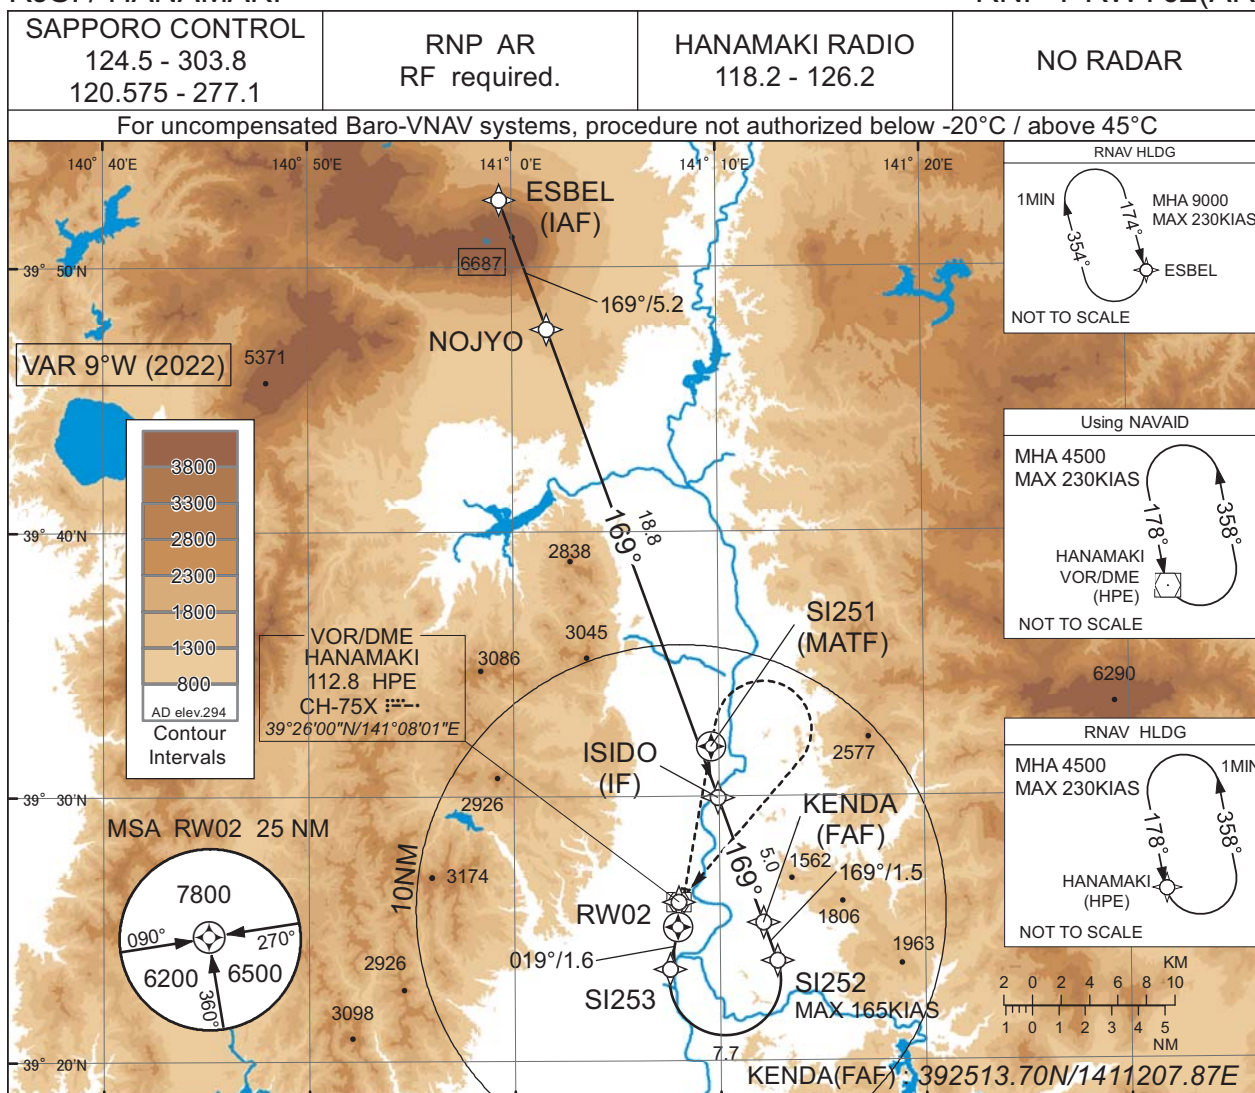 SAPPORO CONTROL
124.5 - 303.8
120.575 - 277.1
RNP AR
RF required.
HANAMAKI RADIO
118.2 - 126.2
NO RADAR
For uncompensated Baro-VNAV systems, procedure not authorized below -20°C / above 45°C
140° 40'E
140° 50'E
141° 0'E
141° 10'E
141° 20'E
ESBEL
(IAF)
6687
39° 50'N
169°/5.2
NOJYO
VAR 9°W (2022)
5371
RNAV HLDG
1MIN
MHA 9000
MAX 230KIAS
174°
354°
ESBEL
NOT TO SCALE
3800
3300
2800
2300
1800
1300
800
AD elev.294
Contour
Intervals
39° 40'N
18.8
169°
2838
3045
3086
Using NAVAID
MHA 4500
MAX 230KIAS
178°
358°
HANAMAKI
VOR/DME
(HPE)
NOT TO SCALE
VOR/DME
HANAMAKI
112.8 HPE
CH-75X
39°26'00"N/141°08'01"E
SI251
(MATF)
6290
2577
ISIDO
(IF)
39° 30'N
2926
KENDA
(FAF)
RNAV HLDG
MHA 4500
MAX 230KIAS
1MIN
178°
358°
HANAMAKI
(HPE)
NOT TO SCALE
MSA RW02 25 NM
7800
090°
270°
6200
6500
360°
10NM
3174
169°
5.0
1562
169°/1.5
1806
1963
RW02
019°/1.6
2926
3098
SI253
SI252
MAX 165KIAS
7.7
KM
2 0 2 4 6 8 10
1 0 1 2 3 4 5
NM
39° 20'N
KENDA(FAF) : 392513.70N/1411207.87E